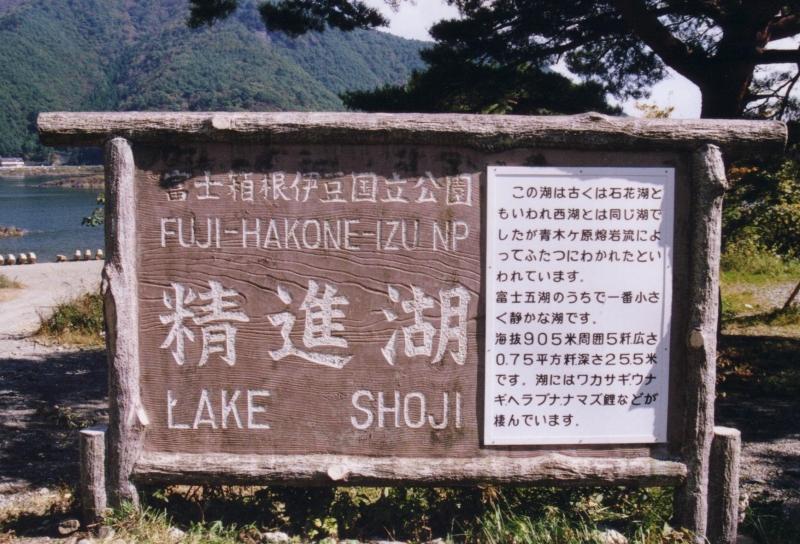 富士箱根伊豆国立公園
FUJI-HAKONE-IZU NP
精進湖
LAKE SHOJI
この湖は古くは石花湖と
もいわれ西湖とは同じ湖で
したが青木ケ原熔岩流によ
ってふたつにわかれたとい
われています。
富士五湖のうちで一番小さ
く静かな湖です。
海抜905米周囲5粁広さ
0.75平方粁深さ25.5米
です。湖にはワカサギウナ
ギヘラブナナマズ鯉などが
棲んでいます。